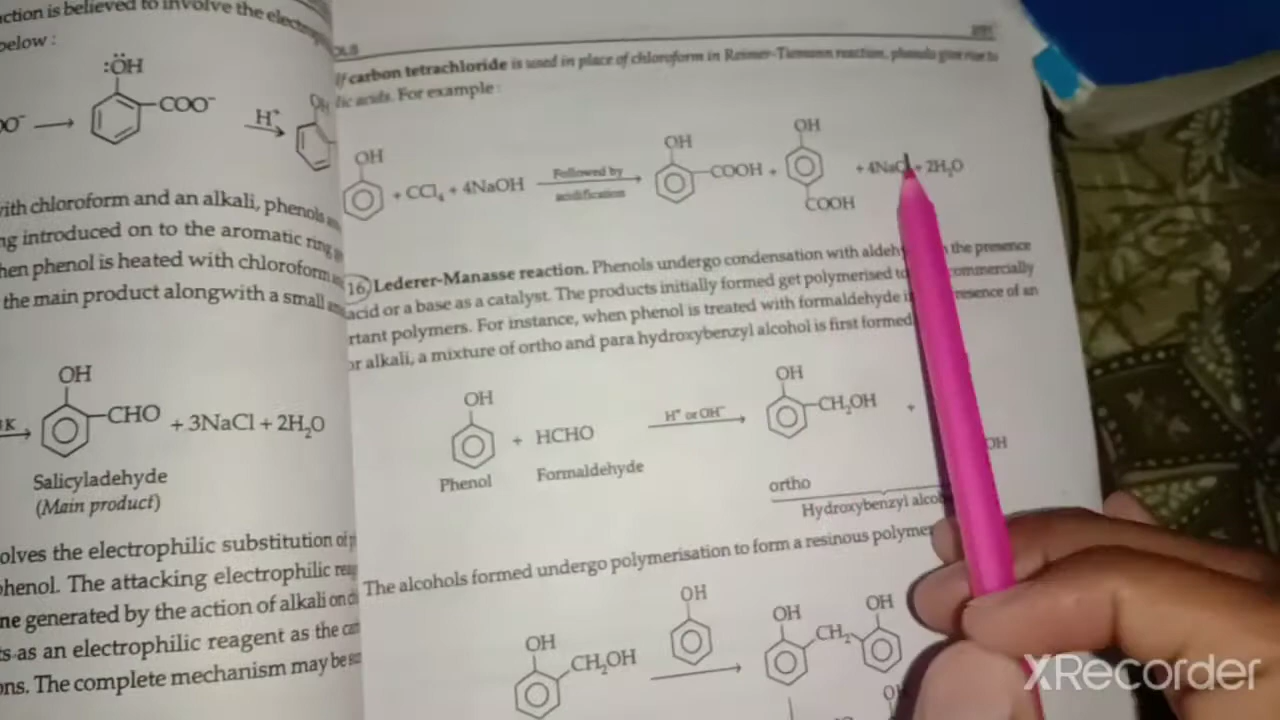 ction is believed to involve the
below :
:ÖH
COO⁻
H⁺
OH
with chloroform and an alkali, phenols
ng introduced on to the aromatic ring
hen phenol is heated with chloroform
the main product alongwith a small
OH
CHO + 3NaCl + 2H₂O
Salicyladehyde
(Main product)
olves the electrophilic substitution of
phenol. The attacking electrophilic
ne generated by the action of alkali on
ts as an electrophilic reagent as the
ons. The complete mechanism may be
OLS
If carbon tetrachloride is used in place of chloroform in Reimer-Tiemann reaction, phenols give rise to
lic acids. For example :
OH OH OH
+ CCl₄ + 4NaOH Followed by acidification COOH + COOH + 4NaCl + 2H₂O
16. Lederer-Manasse reaction. Phenols undergo condensation with the presence
acid or a base as a catalyst. The products initially formed get polymerised to commercially
rtant polymers. For instance, when phenol is treated with formaldehyde of an
or alkali, a mixture of ortho and para hydroxybenzyl alcohol is first formed
OH OH
+ HCHO H⁺ or OH⁻ CH₂OH +
OH
Phenol Formaldehyde ortho
Hydroxybenzyl
The alcohols formed undergo polymerisation to form a resinous
OH OH OH OH
CH₂OH CH₂
OH
XRecorder